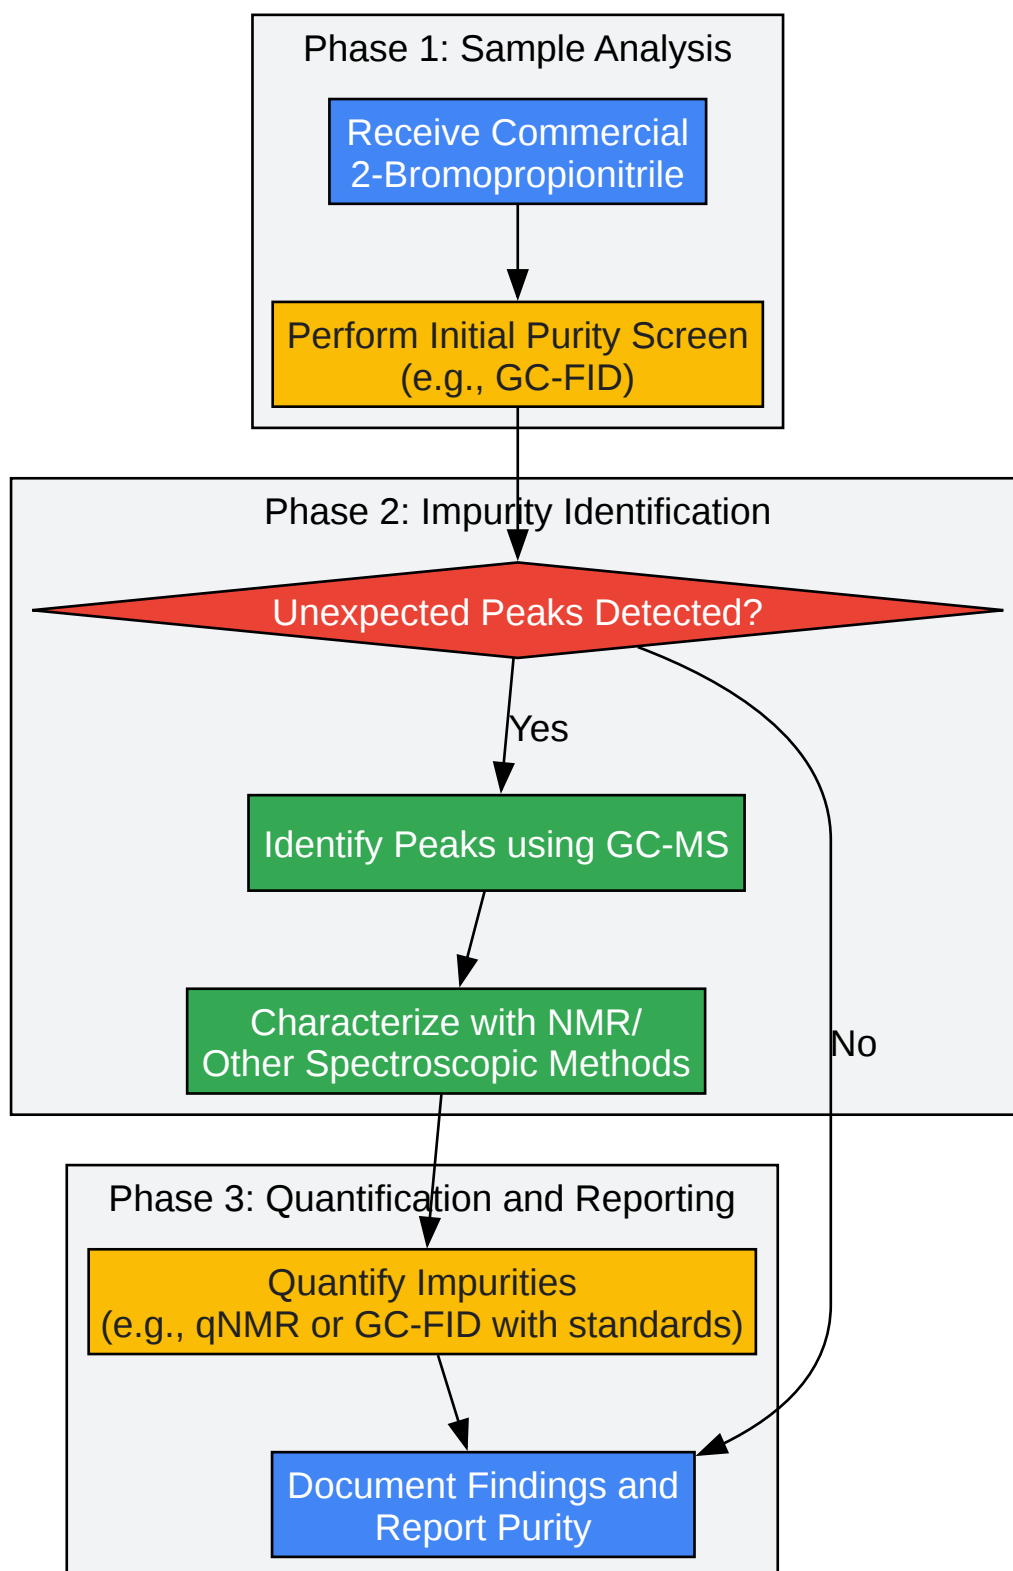 Phase 1: Sample Analysis
Receive Commercial
2-Bromopropionitrile
Perform Initial Purity Screen
(e.g., GC-FID)
Phase 2: Impurity Identification
Unexpected Peaks Detected?
Yes
Identify Peaks using GC-MS
Characterize with NMR/
Other Spectroscopic Methods
No
Phase 3: Quantification and Reporting
Quantify Impurities
(e.g., qNMR or GC-FID with standards)
Document Findings and
Report Purity